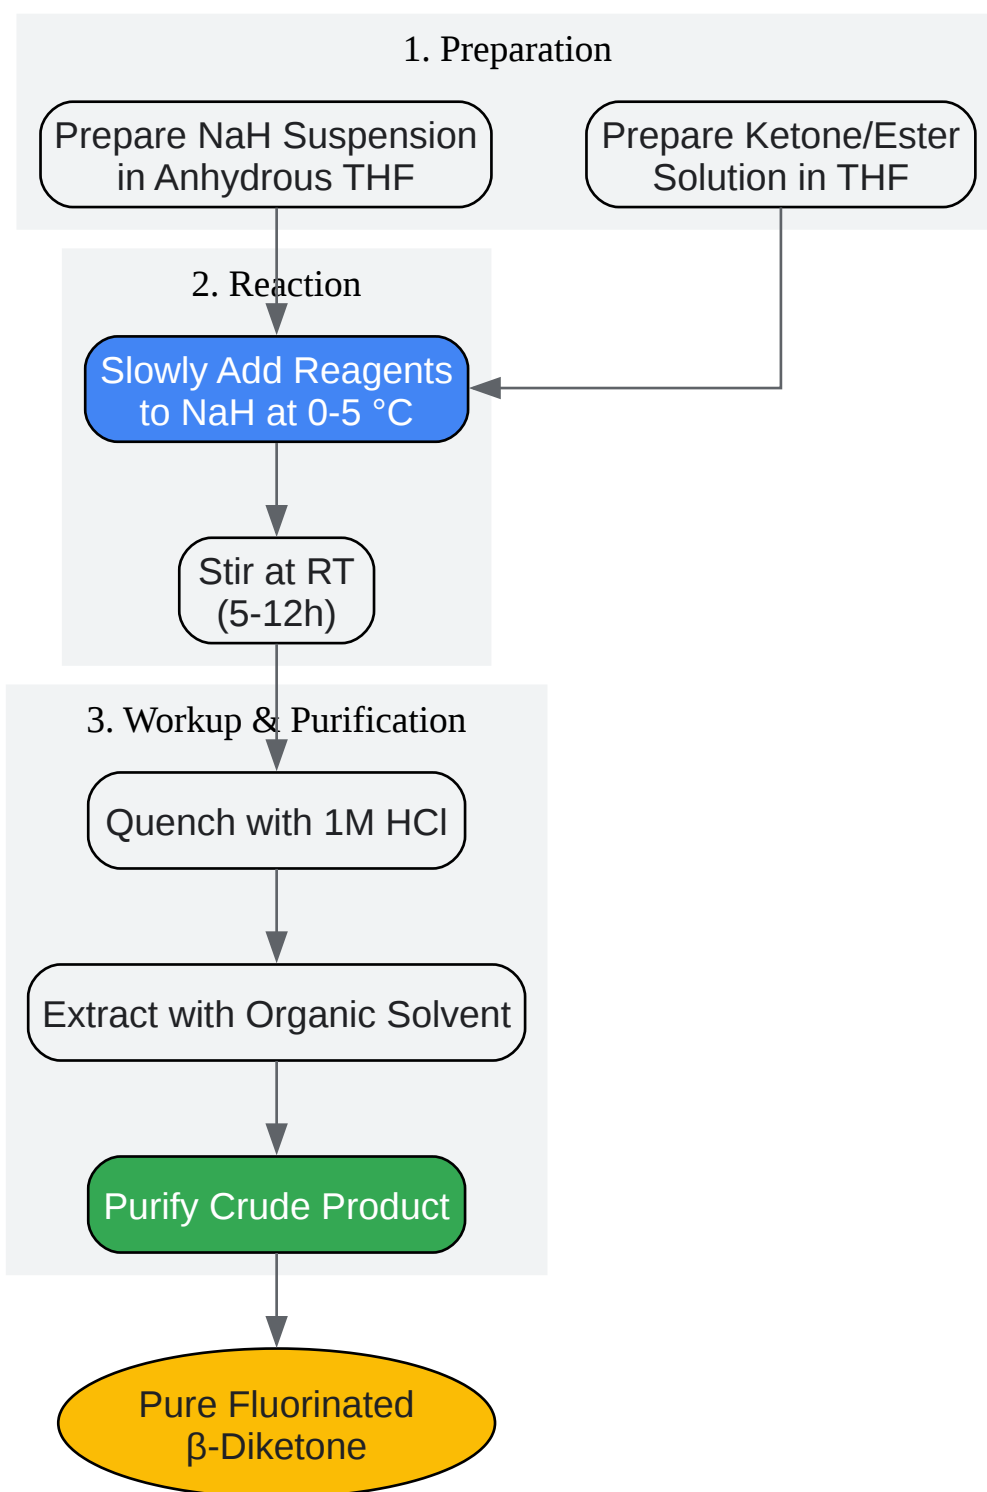 1. Preparation
Prepare NaH Suspension
in Anhydrous THF
Prepare Ketone/Ester
Solution in THF
2. Reaction
Slowly Add Reagents
to NaH at 0-5 °C
Stir at RT
(5-12h)
3. Workup & Purification
Quench with 1M HCl
Extract with Organic Solvent
Purify Crude Product
Pure Fluorinated
β-Diketone